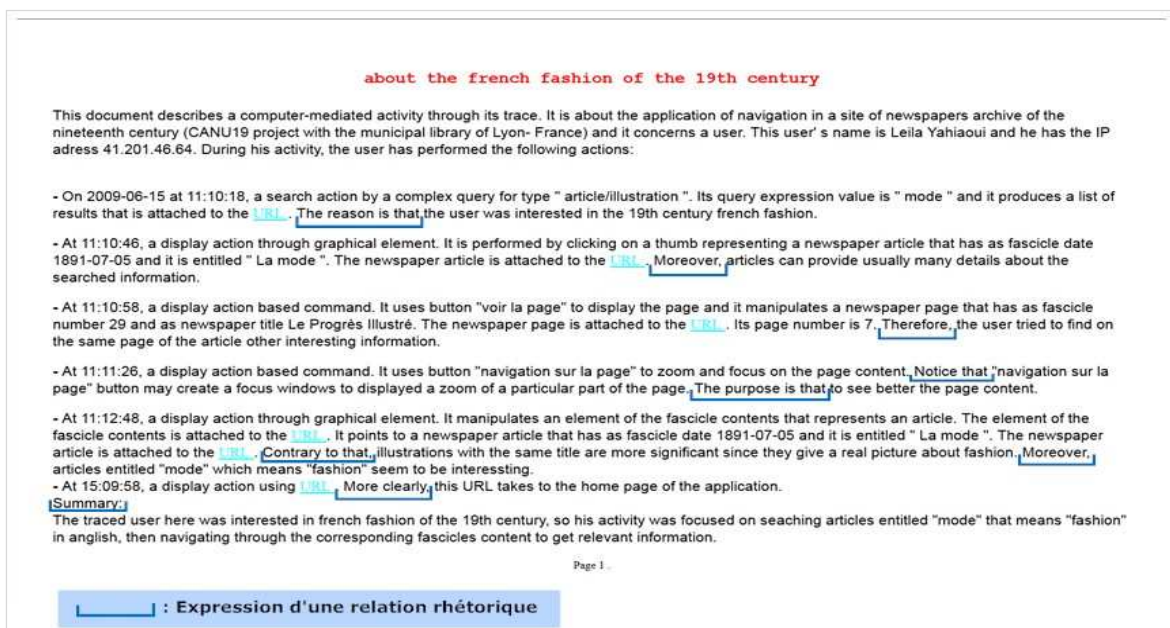 about the french fashion of the 19th century
This document describes a computer-mediated activity through its trace. It is about the application of navigation in a site of newspapers archive of the
nineteenth century (CANU19 project with the municipal library of Lyon- France) and it concerns a user. This user' s name is Leila Yahiaoui and he has the IP
adress 41.201.46.64. During his activity, the user has performed the following actions:
- On 2009-06-15 at 11:10:18, a search action by a complex query for type " article/illustration ". Its query expression value is " mode " and it produces a list of
results that is attached to the URL . The reason is that the user was interested in the 19th century french fashion.
- At 11:10:46, a display action through graphical element. It is performed by clicking on a thumb representing a newspaper article that has as fascicle date
1891-07-05 and it is entitled " La mode ". The newspaper article is attached to the URL . Moreover, articles can provide usually many details about the
searched information.
- At 11:10:58, a display action based command. It uses button "voir la page" to display the page and it manipulates a newspaper page that has as fascicle
number 29 and as newspaper title Le Progrès Illustré. The newspaper page is attached to the URL . Its page number is 7. Therefore, the user tried to find on
the same page of the article other interesting information.
- At 11:11:26, a display action based command. It uses button "navigation sur la page" to zoom and focus on the page content. Notice that "navigation sur la
page" button may create a focus windows to displayed a zoom of a particular part of the page. The purpose is that to see better the page content.
- At 11:12:48, a display action through graphical element. It manipulates an element of the fascicle contents that represents an article. The element of the
fascicle contents is attached to the URL . It points to a newspaper article that has as fascicle date 1891-07-05 and it is entitled " La mode ". The newspaper
article is attached to the URL . Contrary to that, illustrations with the same title are more significant since they give a real picture about fashion. Moreover,
articles entitled "mode" which means "fashion" seem to be interessting.
- At 15:09:58, a display action using URL . More clearly, this URL takes to the home page of the application.
Summary:
The traced user here was interested in french fashion of the 19th century, so his activity was focused on seaching articles entitled "mode" that means "fashion"
in anglish, then navigating through the corresponding fascicles content to get relevant information.
Page 1 .
: Expression d'une relation rhétorique